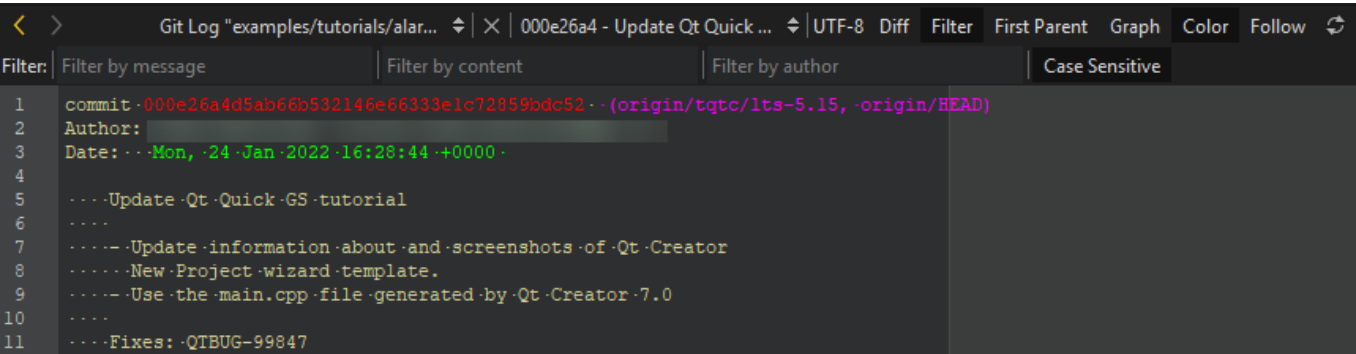 Git Log "examples/tutorials/alar... 000e26a4 - Update Qt Quick ... UTF-8 Diff Filter First Parent Graph Color Follow
Filter: Filter by message Filter by content Filter by author Case Sensitive
1 commit 000e26a4d5ab66b532146e66333e1c72859bdc52 (origin/tqtc/lts-5.15, origin/HEAD)
2 Author:
3 Date: Mon, 24 Jan 2022 16:28:44 +0000
4
5 Update Qt Quick GS tutorial
6
7 - Update information about and screenshots of Qt Creator
8 New Project wizard template.
9 - Use the main.cpp file generated by Qt Creator 7.0
10
11 Fixes: QTBUG-99847